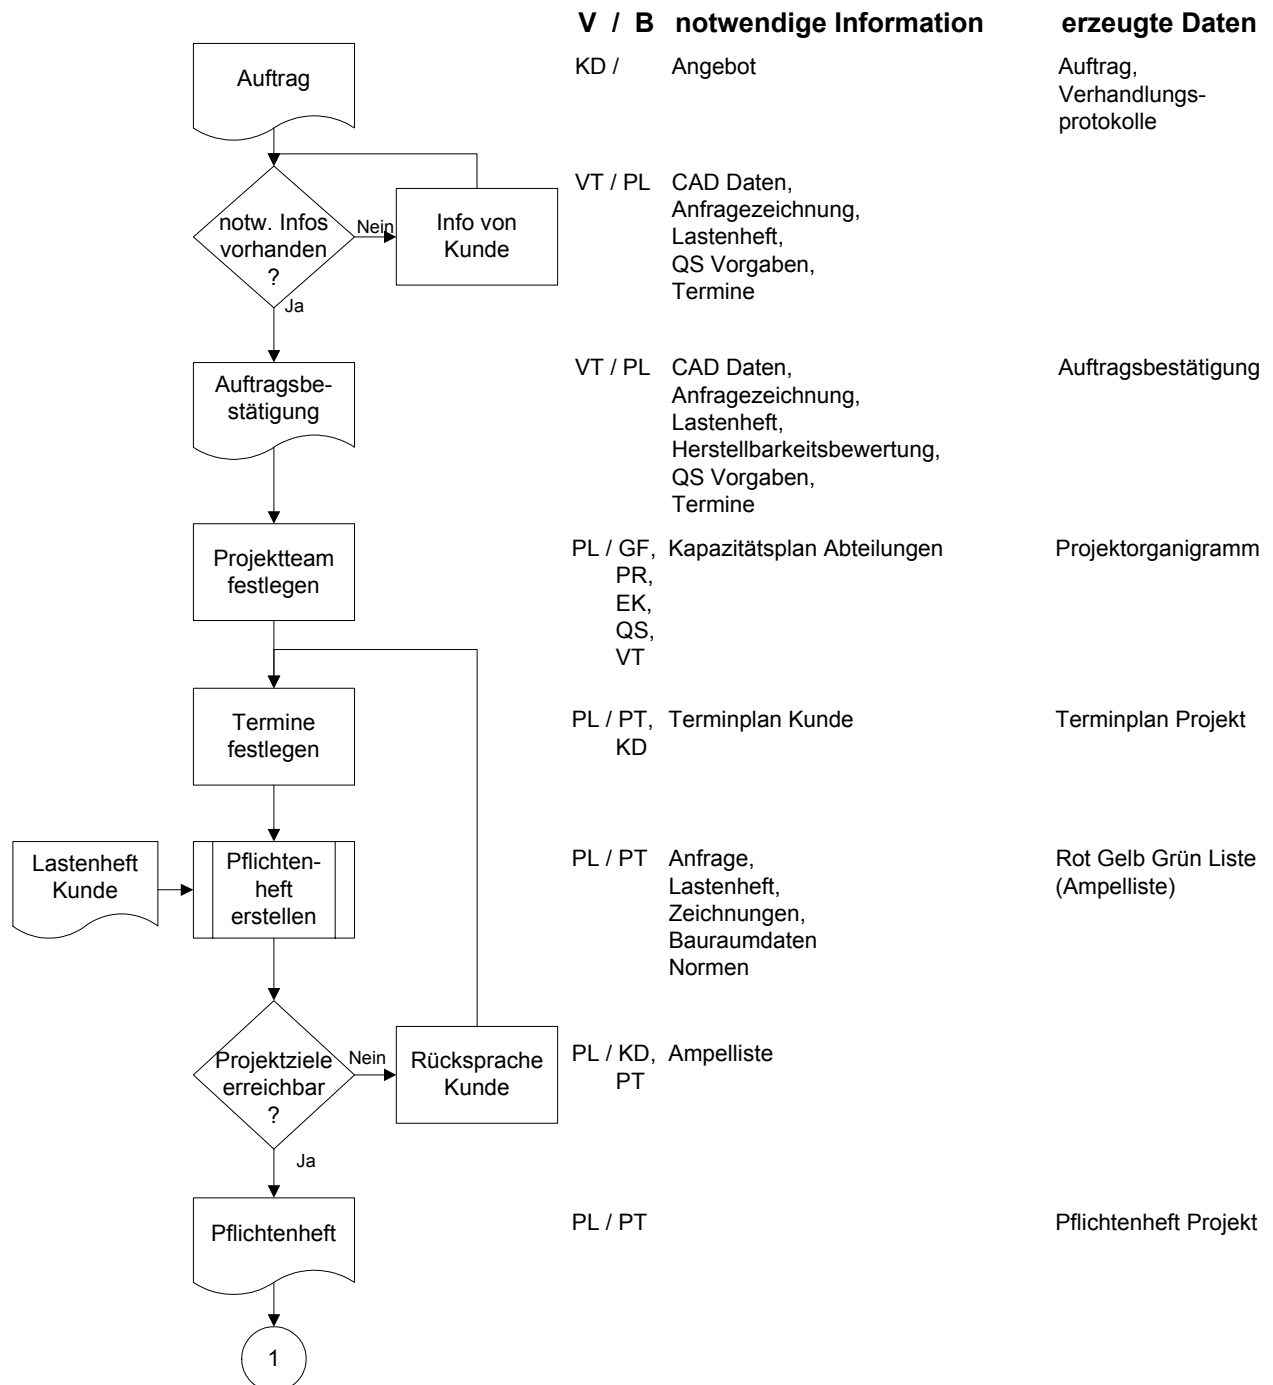 V / B notwendige Information erzeugte Daten
Auftrag
KD / Angebot Auftrag,
Verhandlungs-
protokolle
notw. Infos
vorhanden
?
Nein
Info von
Kunde
Ja
VT / PL CAD Daten,
Anfragezeichnung,
Lastenheft,
QS Vorgaben,
Termine
Auftragsbe-
stätigung
VT / PL CAD Daten, Auftragsbestätigung
Anfragezeichnung,
Lastenheft,
Herstellbarkeitsbewertung,
QS Vorgaben,
Termine
Projektteam
festlegen
PL / GF, Kapazitätsplan Abteilungen Projektorganigramm
PR,
EK,
QS,
VT
Termine
festlegen
PL / PT, Terminplan Kunde Terminplan Projekt
KD
Lastenheft
Kunde
Pflichten-
heft
erstellen
PL / PT Anfrage, Rot Gelb Grün Liste
Lastenheft, (Ampelliste)
Zeichnungen,
Bauraumdaten
Normen
Projektziele
erreichbar
?
Nein
Rücksprache
Kunde
Ja
PL / KD, Ampelliste
PT
Pflichtenheft
PL / PT Pflichtenheft Projekt
1